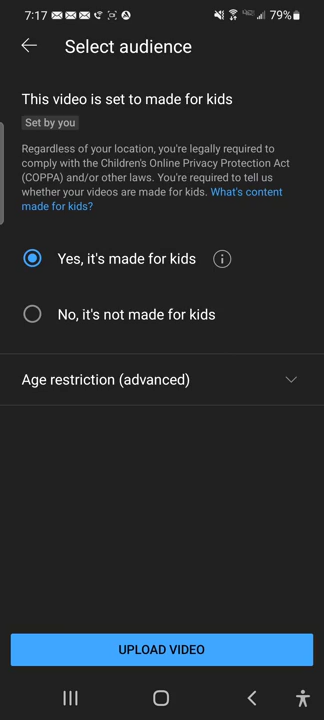 7:17 79%
Select audience
This video is set to made for kids
Set by you
Regardless of your location, you're legally required to
comply with the Children's Online Privacy Protection Act
(COPPA) and/or other laws. You're required to tell us
whether your videos are made for kids. What's content
made for kids?
Yes, it's made for kids
No, it's not made for kids
Age restriction (advanced)
UPLOAD VIDEO